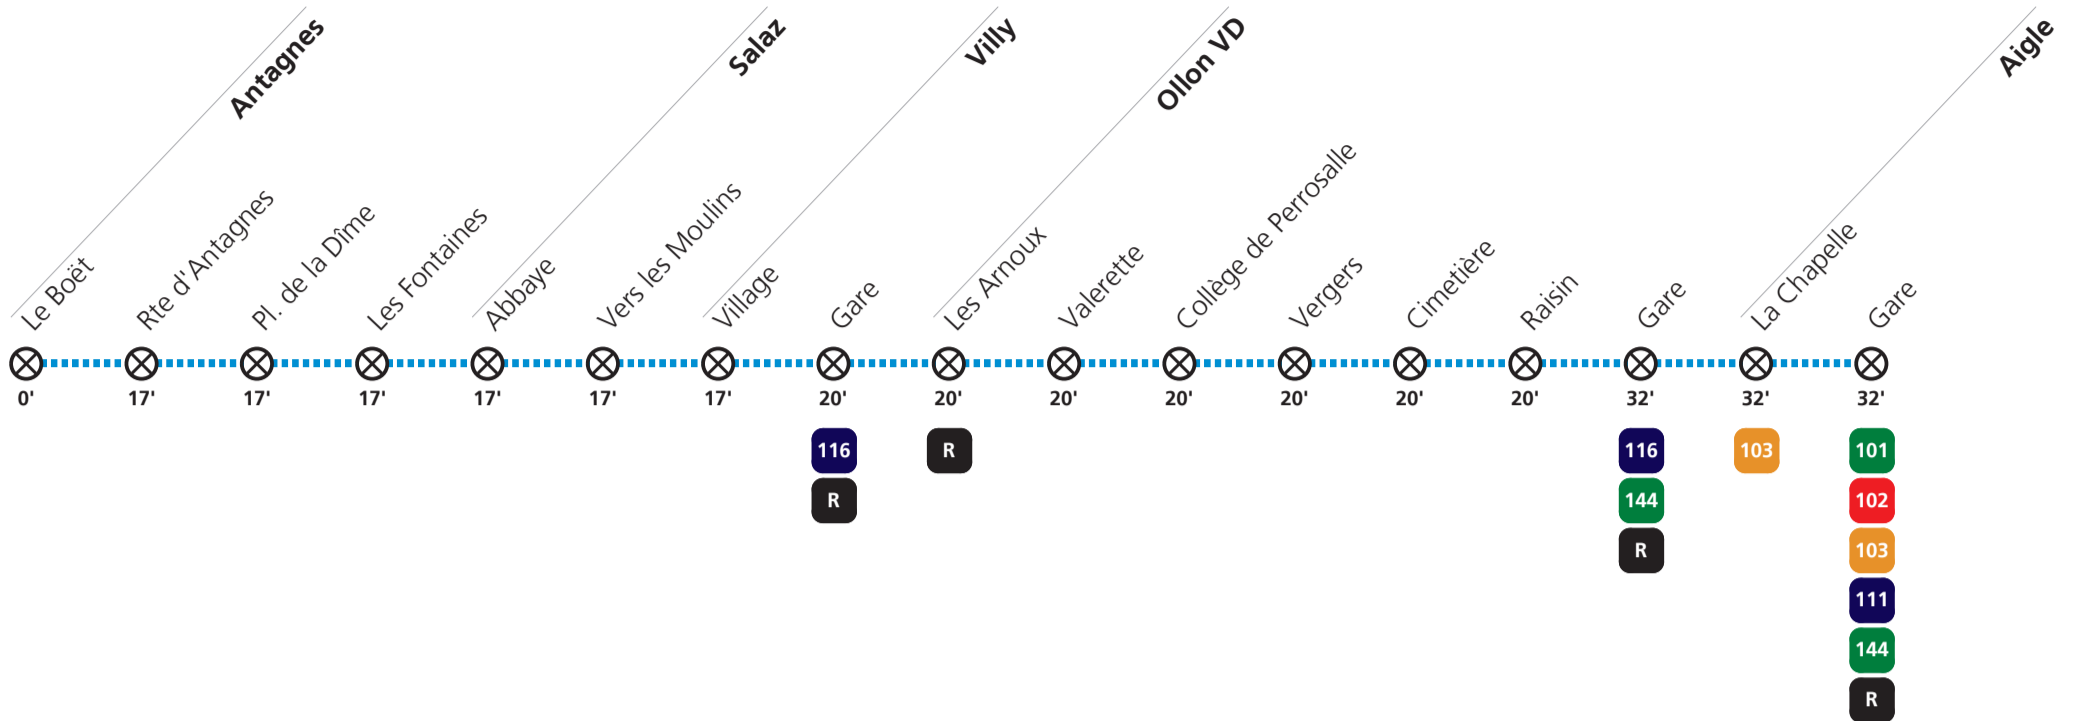 Antagnes
Salaz
Villy
Ollon VD
Aigle
Le Boët
Rte d'Antagnes
Pl. de la Dîme
Les Fontaines
Abbaye
Vers les Moulins
Village
Gare
Les Arnoux
Valerette
Collège de Perrosalle
Vergers
Cimetière
Raisin
Gare
La Chapelle
Gare
0' 17' 17' 17' 17' 17' 17' 20' 20' 20' 20' 20' 20' 20' 32' 32' 32'
116 R 116 103 101
R 144 102
R 103
111
144
R